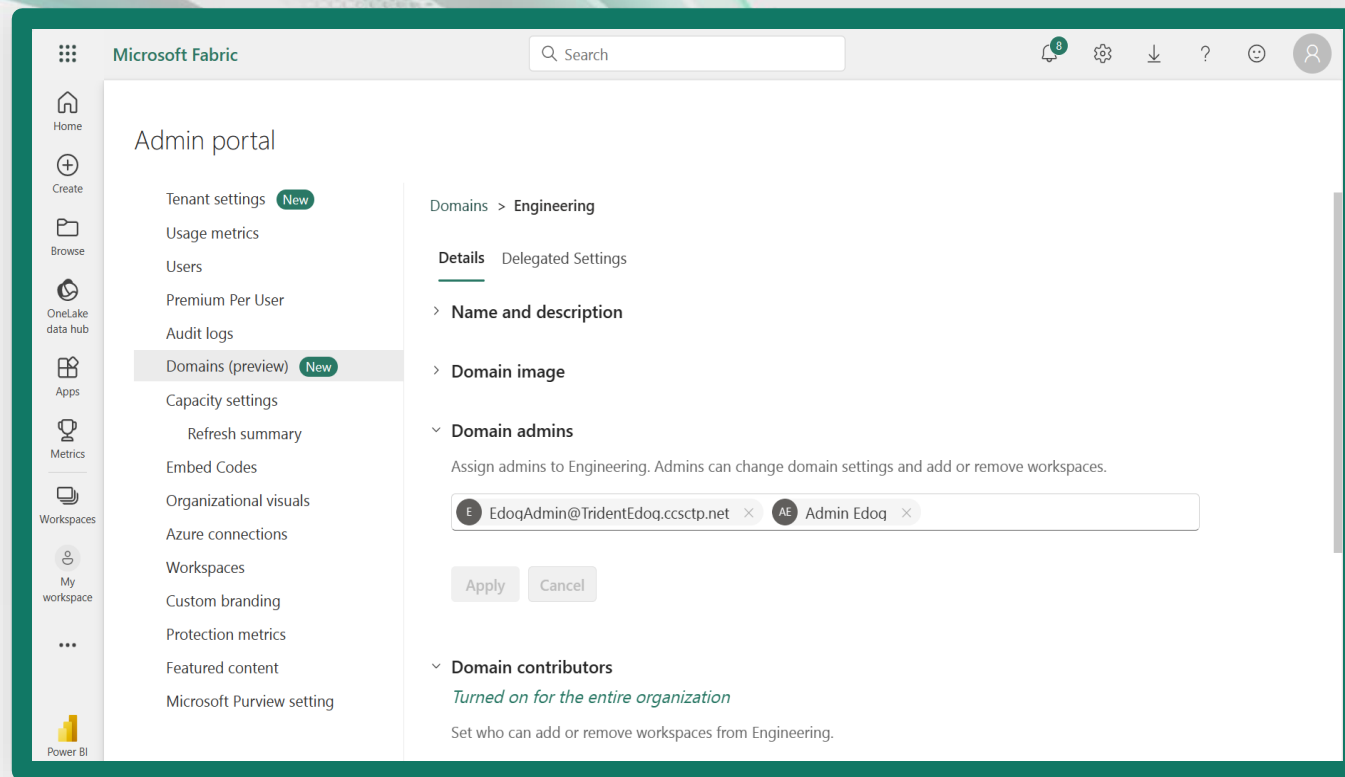 Microsoft Fabric
Search
8
Home
Create
Browse
OneLake
data hub
Apps
Metrics
Workspaces
My
workspace
Power BI
Admin portal
Tenant settings New
Usage metrics
Users
Premium Per User
Audit logs
Domains (preview) New
Capacity settings
Refresh summary
Embed Codes
Organizational visuals
Azure connections
Workspaces
Custom branding
Protection metrics
Featured content
Microsoft Purview setting
Domains > Engineering
Details Delegated Settings
Name and description
Domain image
Domain admins
Assign admins to Engineering. Admins can change domain settings and add or remove workspaces.
E EdogAdmin@TridentEdog.ccsctp.net AE Admin Edog
Apply Cancel
Domain contributors
Turned on for the entire organization
Set who can add or remove workspaces from Engineering.